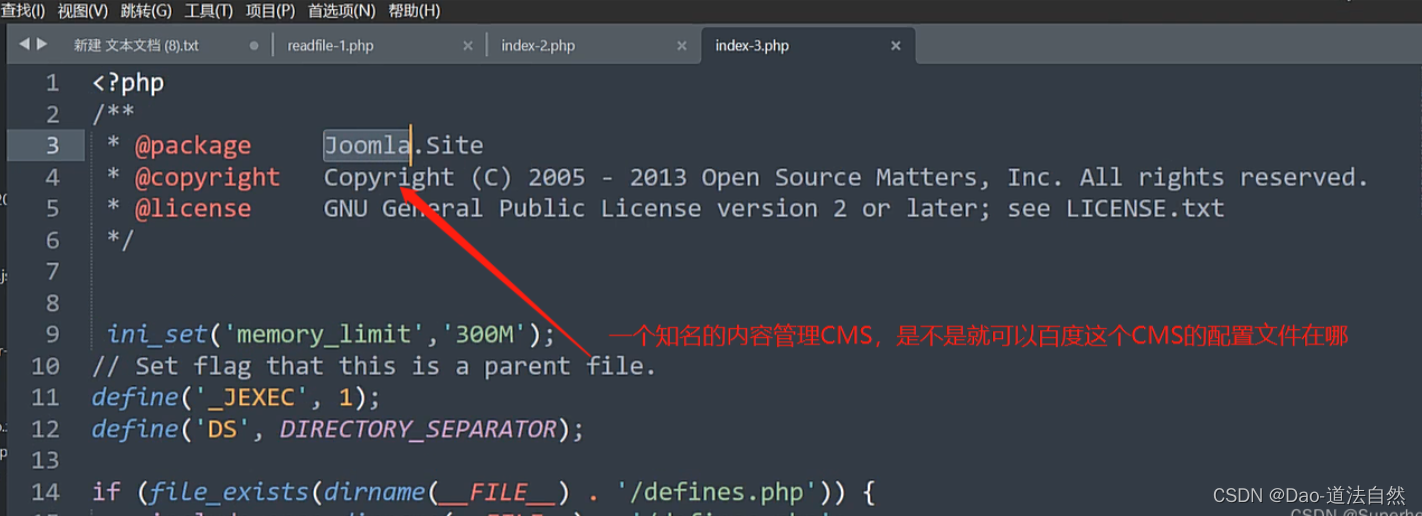 查找(I) 视图(V) 跳转(G) 工具(T) 项目(P) 首选项(N) 帮助(H)
新建 文本文档 (8).txt readfile-1.php × index-2.php × index-3.php ×
1 <?php
2 /**
3 * @package Joomla.Site
4 * @copyright Copyright (C) 2005 - 2013 Open Source Matters, Inc. All rights reserved.
5 * @license GNU General Public License version 2 or later; see LICENSE.txt
6 */
7
8
9 ini_set('memory_limit','300M');
一个知名的内容管理CMS，是不是就可以百度这个CMS的配置文件在哪
10 // Set flag that this is a parent file.
11 define('_JEXEC', 1);
12 define('DS', DIRECTORY_SEPARATOR);
13
14 if (file_exists(dirname(__FILE__) . '/defines.php')) {
CSDN @Dao-道法自然